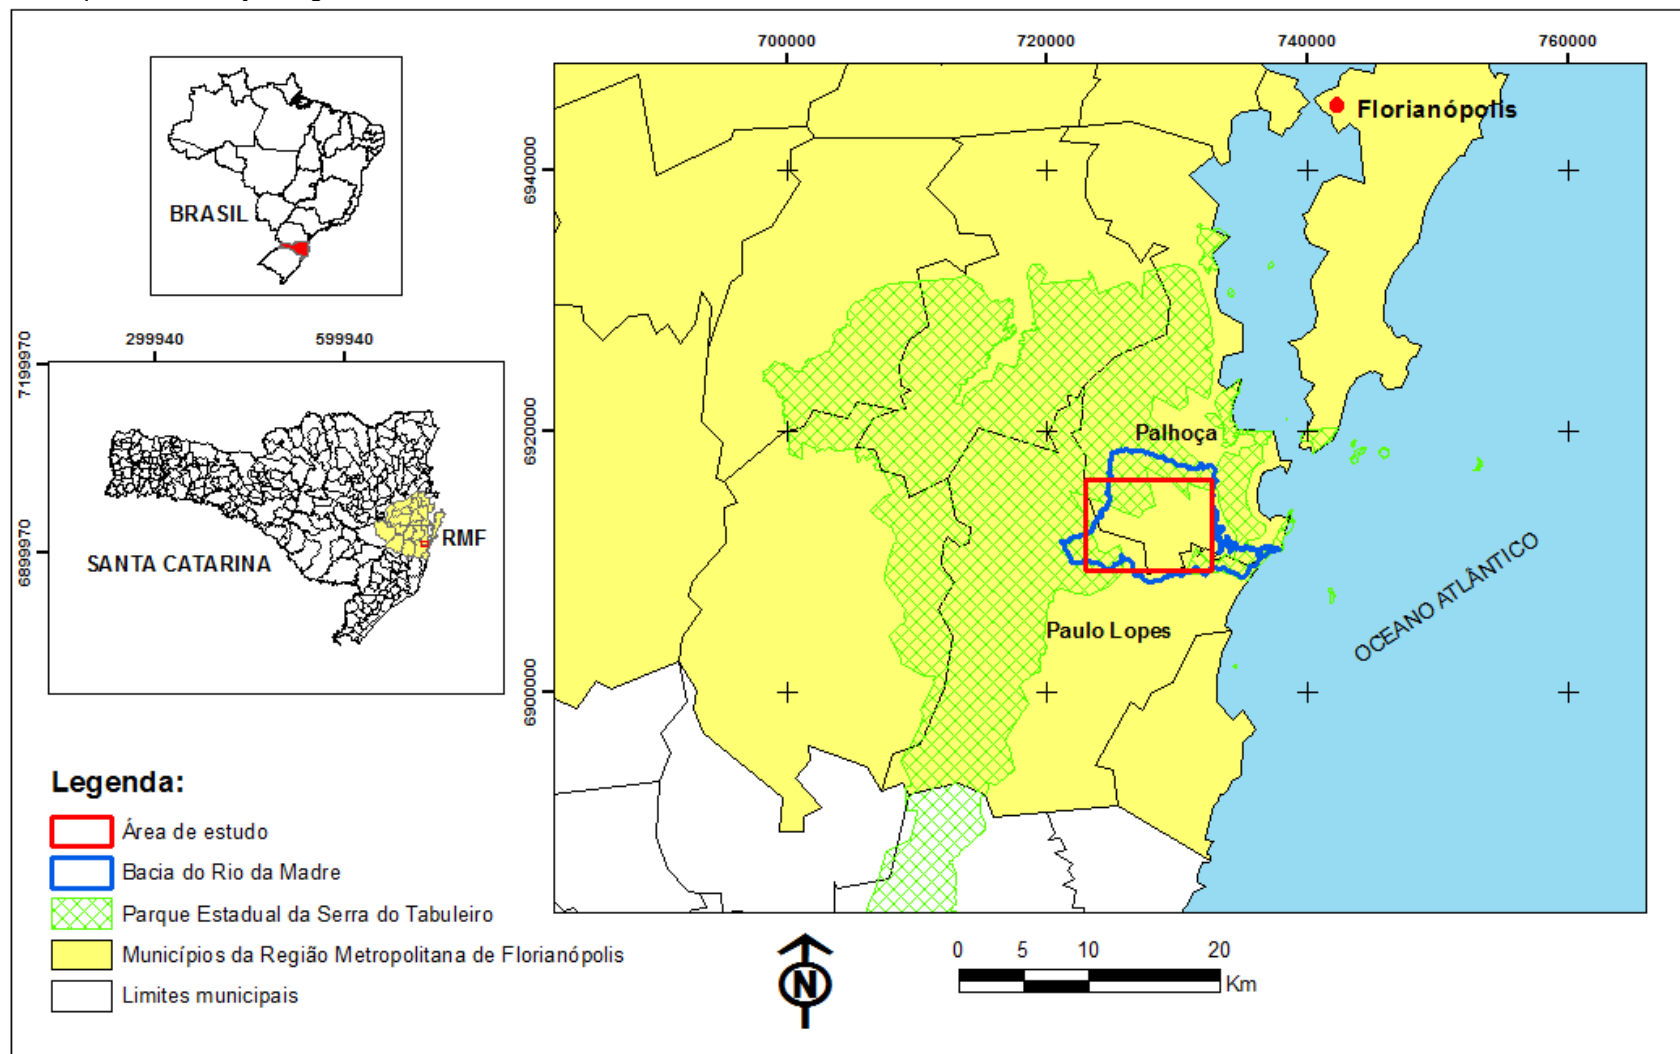 700000
720000
740000
760000
Florianópolis
6940000
BRASIL
299940
599940
7199970
6920000
Palhoça
RMF
SANTA CATARINA
6899970
OCEANO ATLÂNTICO
Paulo Lopes
6900000
Legenda:
Área de estudo
Bacia do Rio da Madre
Parque Estadual da Serra do Tabuleiro
Municípios da Região Metropolitana de Florianópolis
Limites municipais
N
0 5 10 20
Km